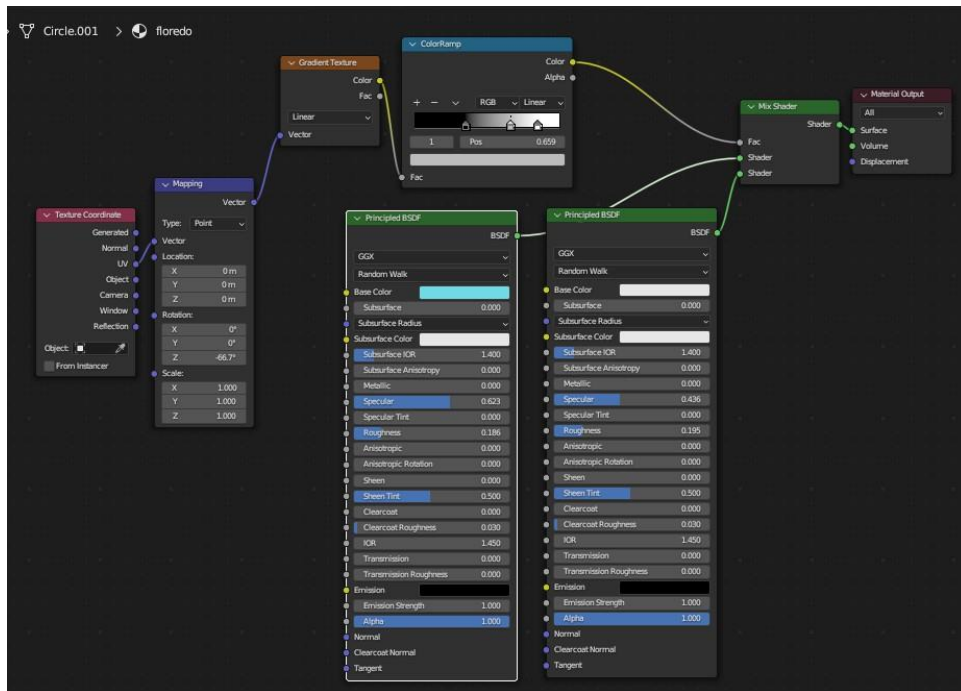 Circle.001 > floredo
Texture Coordinate
Generated
Normal
UV
Object
Camera
Window
Reflection
Object:
From Instancer
Mapping
Vector
Type: Point
Vector
Location:
X 0 m
Y 0 m
Z 0 m
Rotation:
X 0°
Y 0°
Z -66.7°
Scale:
X 1.000
Y 1.000
Z 1.000
Gradient Texture
Color
Fac
Linear
Vector
ColorRamp
Color
Alpha
+ − RGB Linear
1 Pos 0.659
Fac
Principled BSDF
BSDF
GGX
Random Walk
Base Color
Subsurface 0.000
Subsurface Radius
Subsurface Color
Subsurface IOR 1.400
Subsurface Anisotropy 0.000
Metallic 0.000
Specular 0.623
Specular Tint 0.000
Roughness 0.186
Anisotropic 0.000
Anisotropic Rotation 0.000
Sheen 0.000
Sheen Tint 0.500
Clearcoat 0.000
Clearcoat Roughness 0.030
IOR 1.450
Transmission 0.000
Transmission Roughness 0.000
Emission
Emission Strength 1.000
Alpha 1.000
Normal
Clearcoat Normal
Tangent
Principled BSDF
BSDF
GGX
Random Walk
Base Color
Subsurface 0.000
Subsurface Radius
Subsurface Color
Subsurface IOR 1.400
Subsurface Anisotropy 0.000
Metallic 0.000
Specular 0.436
Specular Tint 0.000
Roughness 0.195
Anisotropic 0.000
Anisotropic Rotation 0.000
Sheen 0.000
Sheen Tint 0.500
Clearcoat 0.000
Clearcoat Roughness 0.030
IOR 1.450
Transmission 0.000
Transmission Roughness 0.000
Emission
Emission Strength 1.000
Alpha 1.000
Normal
Clearcoat Normal
Tangent
Mix Shader
Shader
Fac
Shader
Shader
Material Output
All
Surface
Volume
Displacement